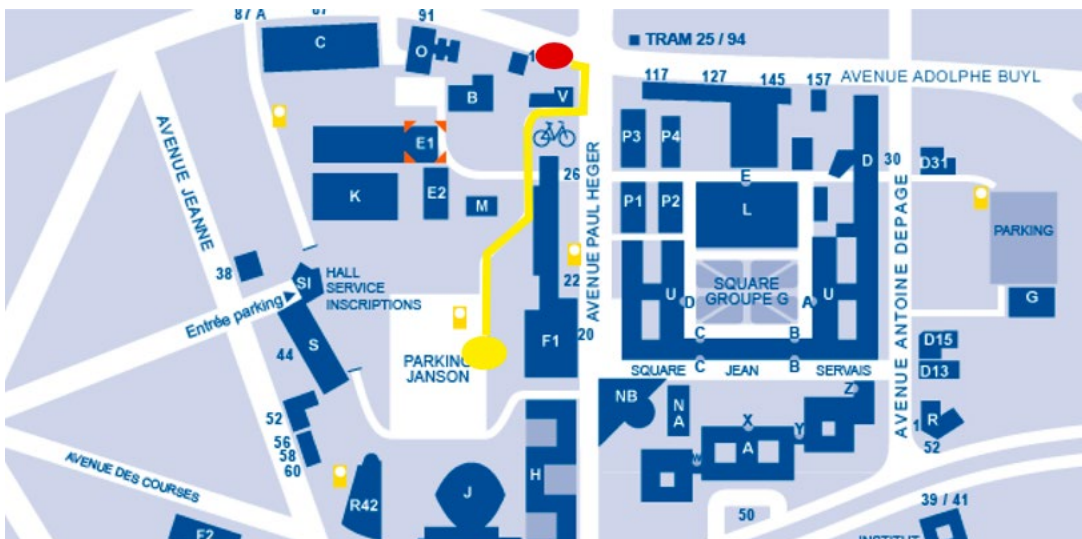 87 A
87
91
C
O
1
TRAM 25 / 94
117
127
145
157
AVENUE ADOLPHE BUYL
B
V
E1
P3
P4
D
30
D31
AVENUE JEANNE
K
E2
M
26
AVENUE PAUL HEGER
E
L
P1
P2
AVENUE ANTOINE DEPAGE
PARKING
38
SI
HALL
SERVICE
INSCRIPTIONS
22
U
D
SQUARE
GROUPE G
A
U
G
Entrée parking
44
S
PARKING
JANSON
F1
20
C
B
C
B
SQUARE JEAN SERVAIS
D15
D13
NB
N
A
Z
X
Y
W
A
R
1
52
52
56
58
60
AVENUE DES COURSES
R42
J
H
50
39 / 41
F2
INSTITUT